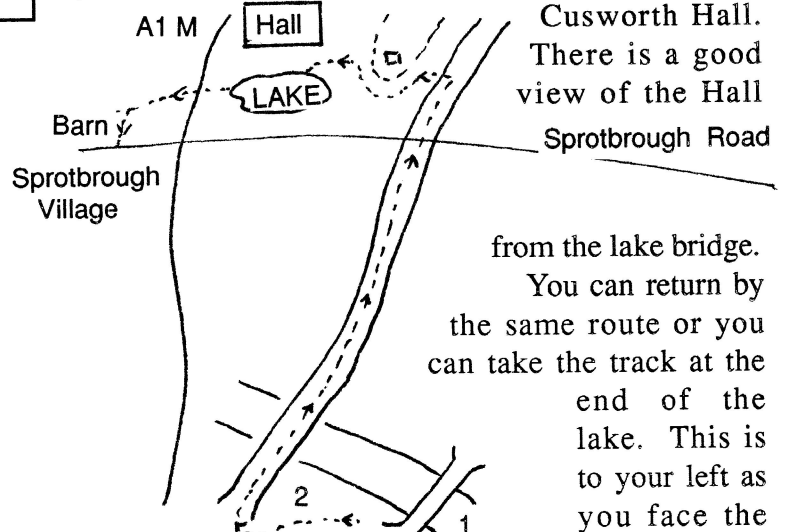 A1 M
Hall
LAKE
Barn
Sprotbrough Road
Sprotbrough
Village
2
1
Cusworth Hall.
There is a good
view of the Hall
from the lake bridge.
You can return by
the same route or you
can take the track at the
end of the
lake. This is
to your left as
you face the